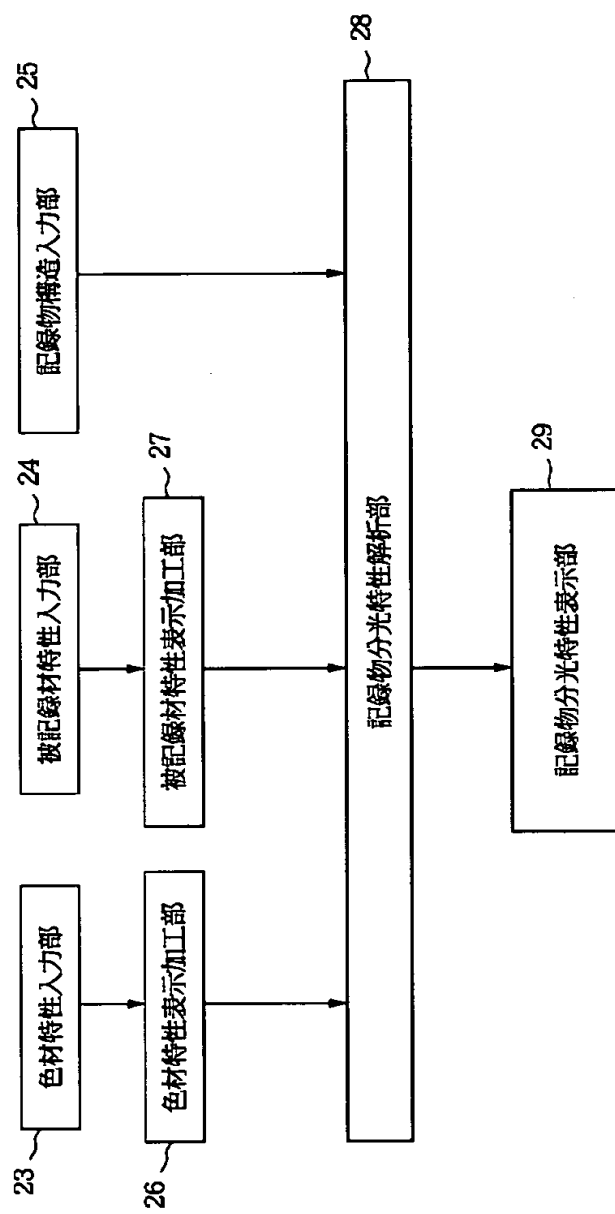 23
色材特性入力部
24
被記録材特性入力部
25
記録物構造入力部
26
色材特性表示加工部
27
被記録材特性表示加工部
28
記録物分光特性解析部
29
記録物分光特性表示部